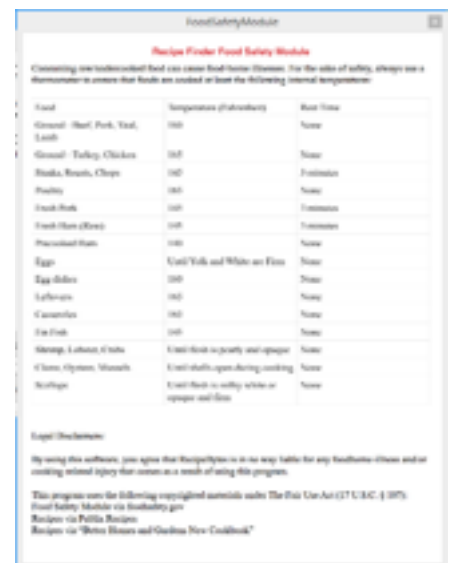 FoodSafetyModule
Recipe Finder Food Safety Module
Consuming raw/undercooked food can cause food-borne illnesses. For the sake of safety, always use a
thermometer to ensure that foods are cooked at least the following internal temperatures:
Food Temperature (Fahrenheit) Rest Time
Ground - Beef, Pork, Veal, Lamb 160 None
Ground - Turkey, Chicken 165 None
Steaks, Roasts, Chops 145 3 minutes
Poultry 165 None
Fresh Pork 145 3 minutes
Fresh Ham (Raw) 145 3 minutes
Precooked Ham 140 None
Eggs Until Yolk and White are Firm None
Egg dishes 160 None
Leftovers 165 None
Casseroles 165 None
Fin Fish 145 None
Shrimp, Lobster, Crabs Until flesh is pearly and opaque None
Clams, Oysters, Mussels Until shells open during cooking None
Scallops Until flesh is milky white or opaque and firm None
Legal Disclaimer:
By using this software, you agree that is in no way liable for any foodborne illness and/or
cooking related injury that comes as a result of using this program.
This program uses the following copyrighted materials under The Fair Use Act (17 U.S.C. § 107):
Food Safety Module via foodsafety.gov
Recipes via Publix Recipes
Recipes via "Better Homes and Gardens New Cookbook"